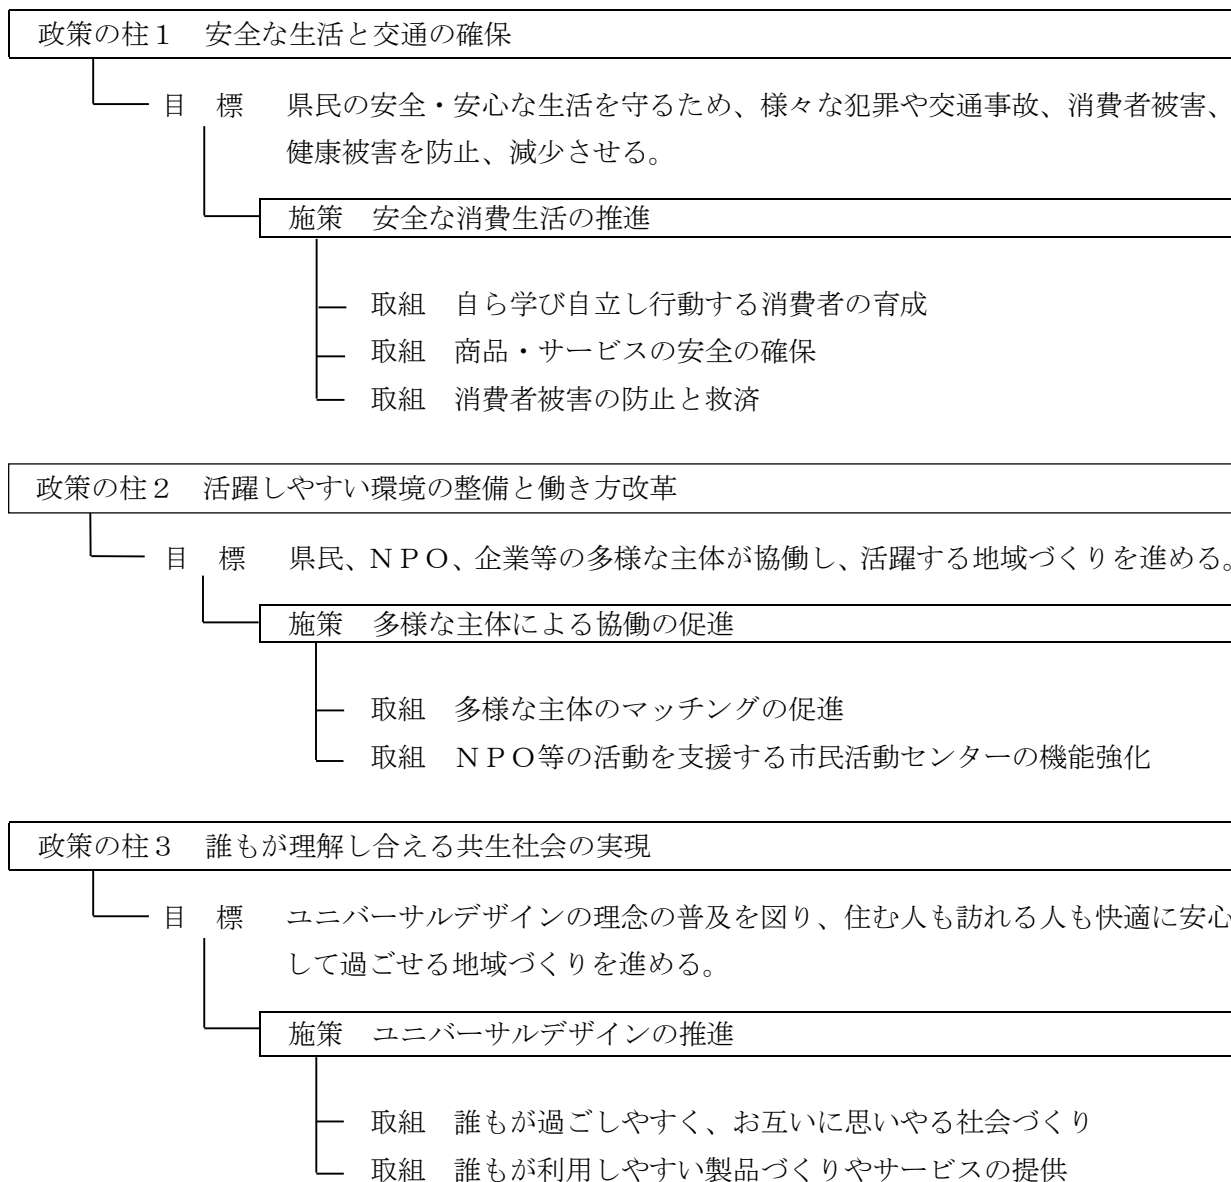 政策の柱１　安全な生活と交通の確保
目　標　県民の安全・安心な生活を守るため、様々な犯罪や交通事故、消費者被害、
健康被害を防止、減少させる。
施策　安全な消費生活の推進
取組　自ら学び自立し行動する消費者の育成
取組　商品・サービスの安全の確保
取組　消費者被害の防止と救済
政策の柱２　活躍しやすい環境の整備と働き方改革
目　標　県民、ＮＰＯ、企業等の多様な主体が協働し、活躍する地域づくりを進める。
施策　多様な主体による協働の促進
取組　多様な主体のマッチングの促進
取組　ＮＰＯ等の活動を支援する市民活動センターの機能強化
政策の柱３　誰もが理解し合える共生社会の実現
目　標　ユニバーサルデザインの理念の普及を図り、住む人も訪れる人も快適に安心
して過ごせる地域づくりを進める。
施策　ユニバーサルデザインの推進
取組　誰もが過ごしやすく、お互いに思いやる社会づくり
取組　誰もが利用しやすい製品づくりやサービスの提供